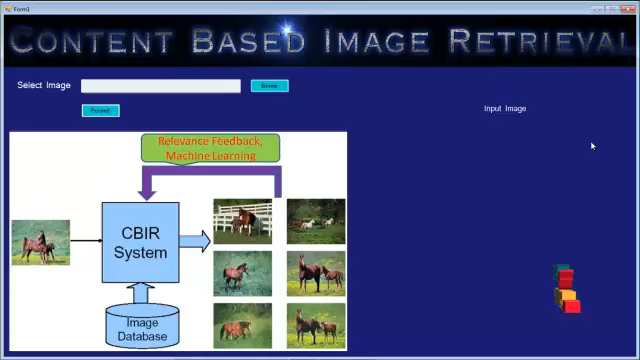 Form1
CONTENT BASED IMAGE RETRIEVAL
Select Image
Browse
Proceed
Input Image
Relevance Feedback,
Machine Learning
CBIR
System
Image
Database